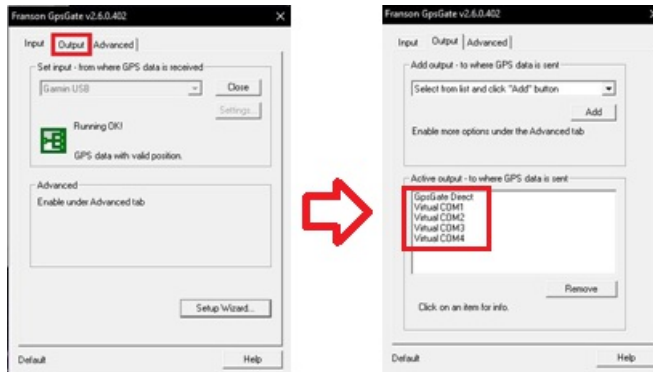 Franson GpsGate v2.6.0.402
Input Output Advanced
Set input - from where GPS data is received
Garmin USB
Close
Settings...
Running OK!
GPS data with valid position.
Advanced
Enable under Advanced tab
Setup Wizard...
Default
Help
Franson GpsGate v2.6.0.402
Input Output Advanced
Add output - to where GPS data is sent
Select from list and click "Add" button
Add
Enable more options under the Advanced tab
Active output - to where GPS data is sent
GpsGate Direct
Virtual COM1
Virtual COM2
Virtual COM3
Virtual COM4
Remove
Click on an item for info.
Default
Help